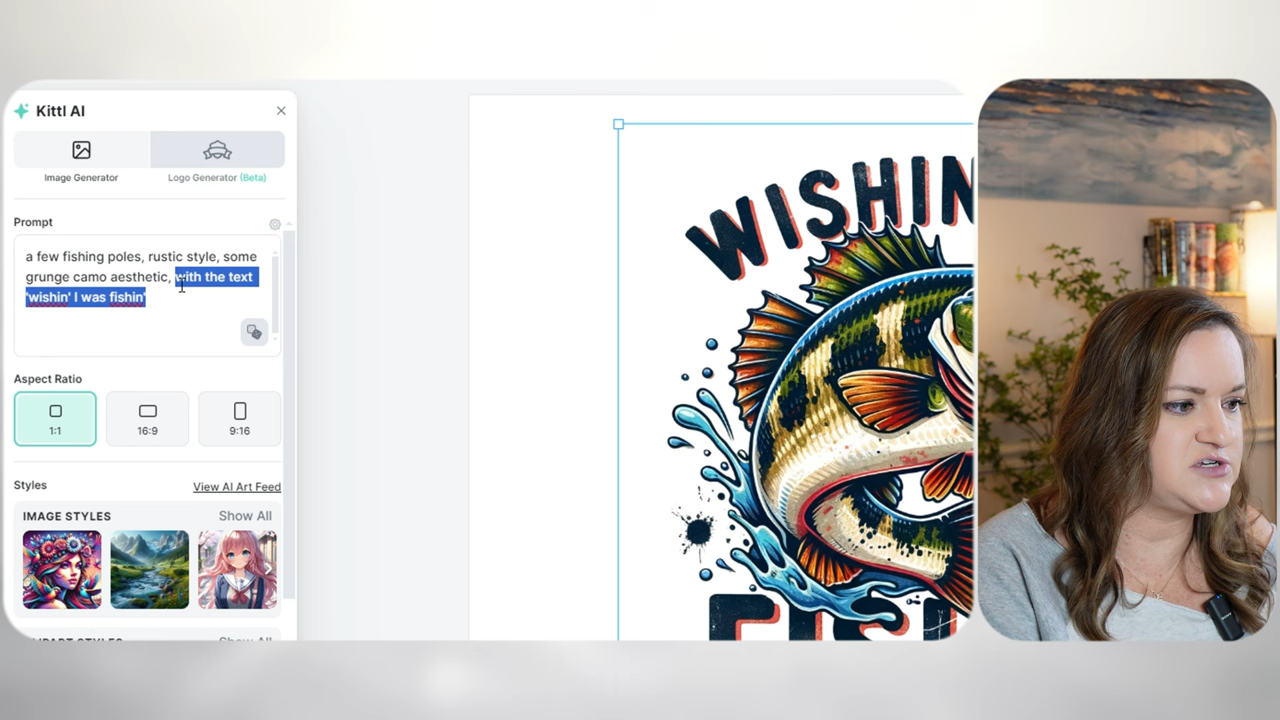 Kittl AI
Image Generator
Logo Generator (Beta)
Prompt
a few fishing poles, rustic style, some
grunge camo aesthetic, with the text
'wishin' I was fishin'
Aspect Ratio
1:1
16:9
9:16
Styles
View AI Art Feed
IMAGE STYLES
Show All
WISHIN